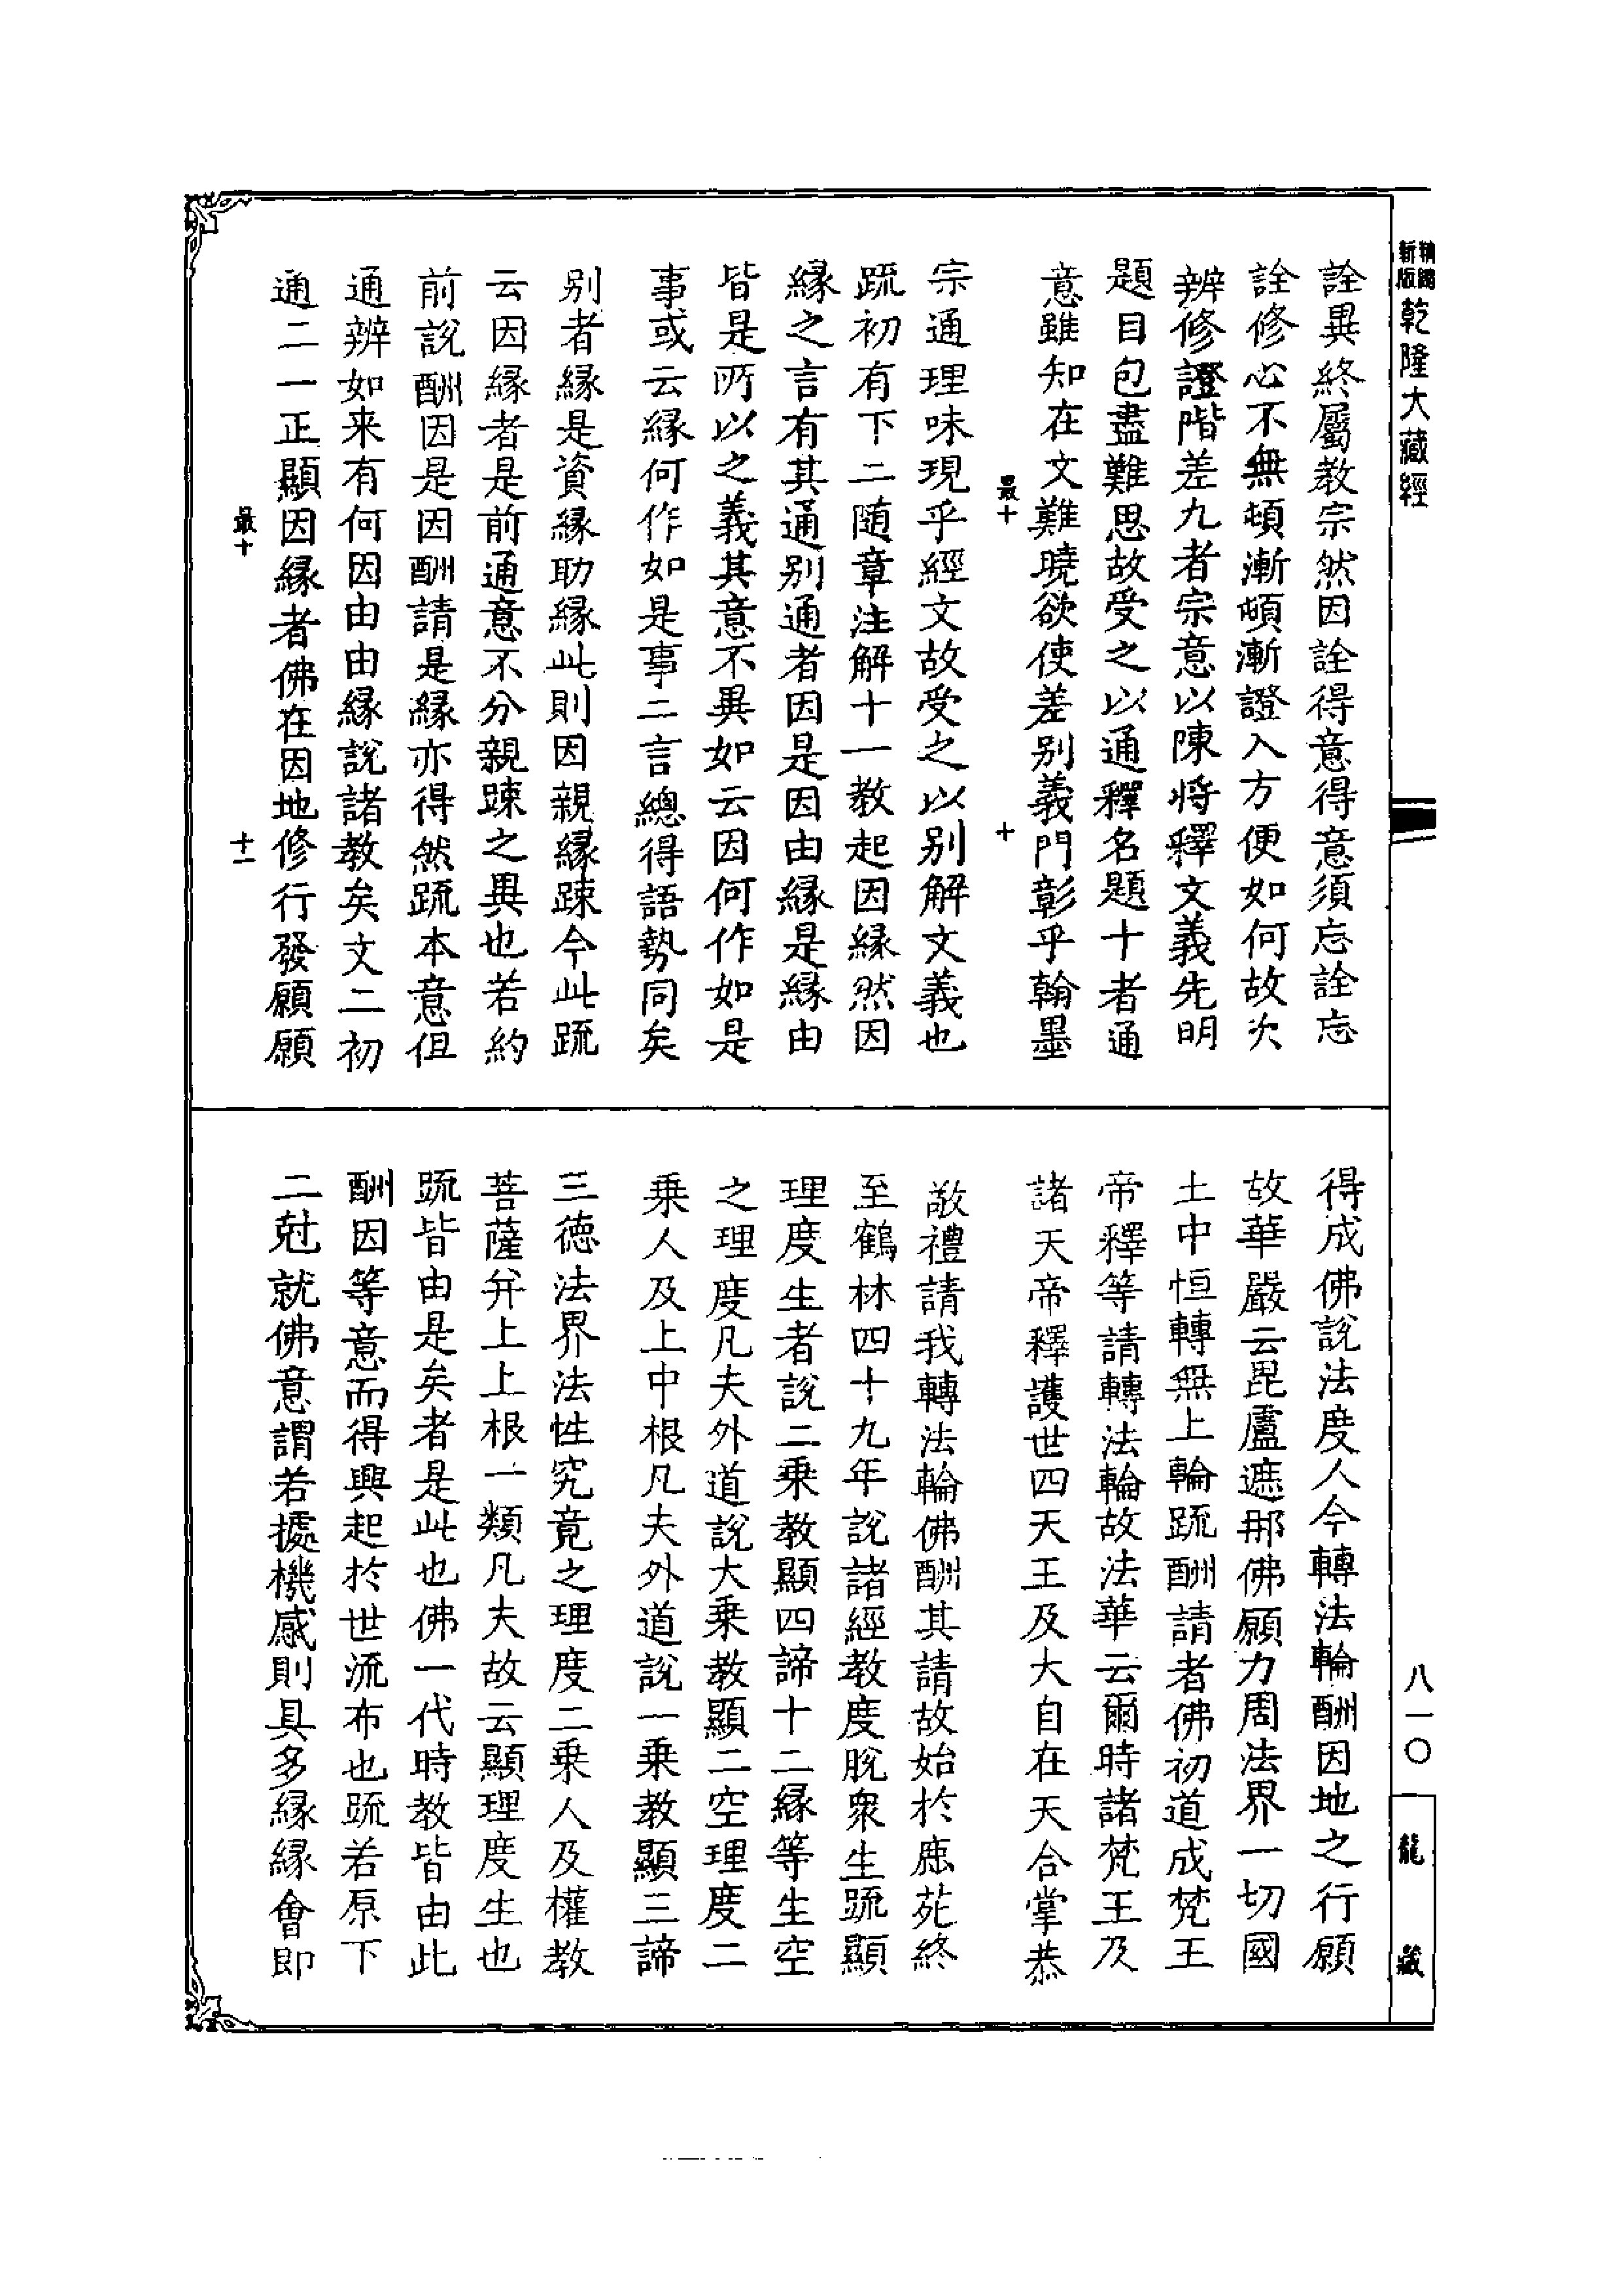 精縮
新版
乾隆大藏經
詮異終屬教宗然因詮得意得意須忘詮忘
詮修心不無頓漸頓漸證入方便如何故次
辨修證階差九者宗意以陳將釋文義先明
題目包盡難思故受之以通釋名題十者通
意雖知在文難曉欲使差別義門彰乎翰墨
最十
十
宗通理味現乎經文故受之以別解文義也
疏初有下二隨章注解十一教起因緣然因
緣之言有其通別通者因是因由緣是緣由
皆是所以之義其意不異如云因何作如是
事或云緣何作如是事二言總得語勢同矣
別者緣是資緣助緣此則因親緣踈今此疏
云因緣者是前通意不分親踈之異也若約
前說酬因是因酬請是緣亦得然疏本意但
通辨如来有何因由由緣說諸教矣文二初
通二一正顯因緣者佛在因地修行發願願
最十
十一
得成佛說法度人今轉法輪酬因地之行願
故華嚴云毘盧遮那佛願力周法界一切國
土中恒轉無上輪疏酬請者佛初道成梵王
帝釋等請轉法輪故法華云爾時諸梵王及
諸天帝釋護世四天王及大自在天合掌恭
敬禮請我轉法輪佛酬其請故始於鹿苑終
至鶴林四十九年說諸經教度脫衆生疏顯
理度生者說二乗教顯四諦十二緣等生空
之理度凡夫外道說大乗教顯二空理度二
乗人及上中根凡夫外道說一乗教顯三諦
三德法界法性究竟之理度二乗人及權教
菩薩弁上上根一類凡夫故云顯理度生也
疏皆由是矣者是此也佛一代時教皆由此
酬因等意而得興起於世流布也疏若原下
二尅就佛意謂若據機感則具多緣緣會即
八一〇
龍藏